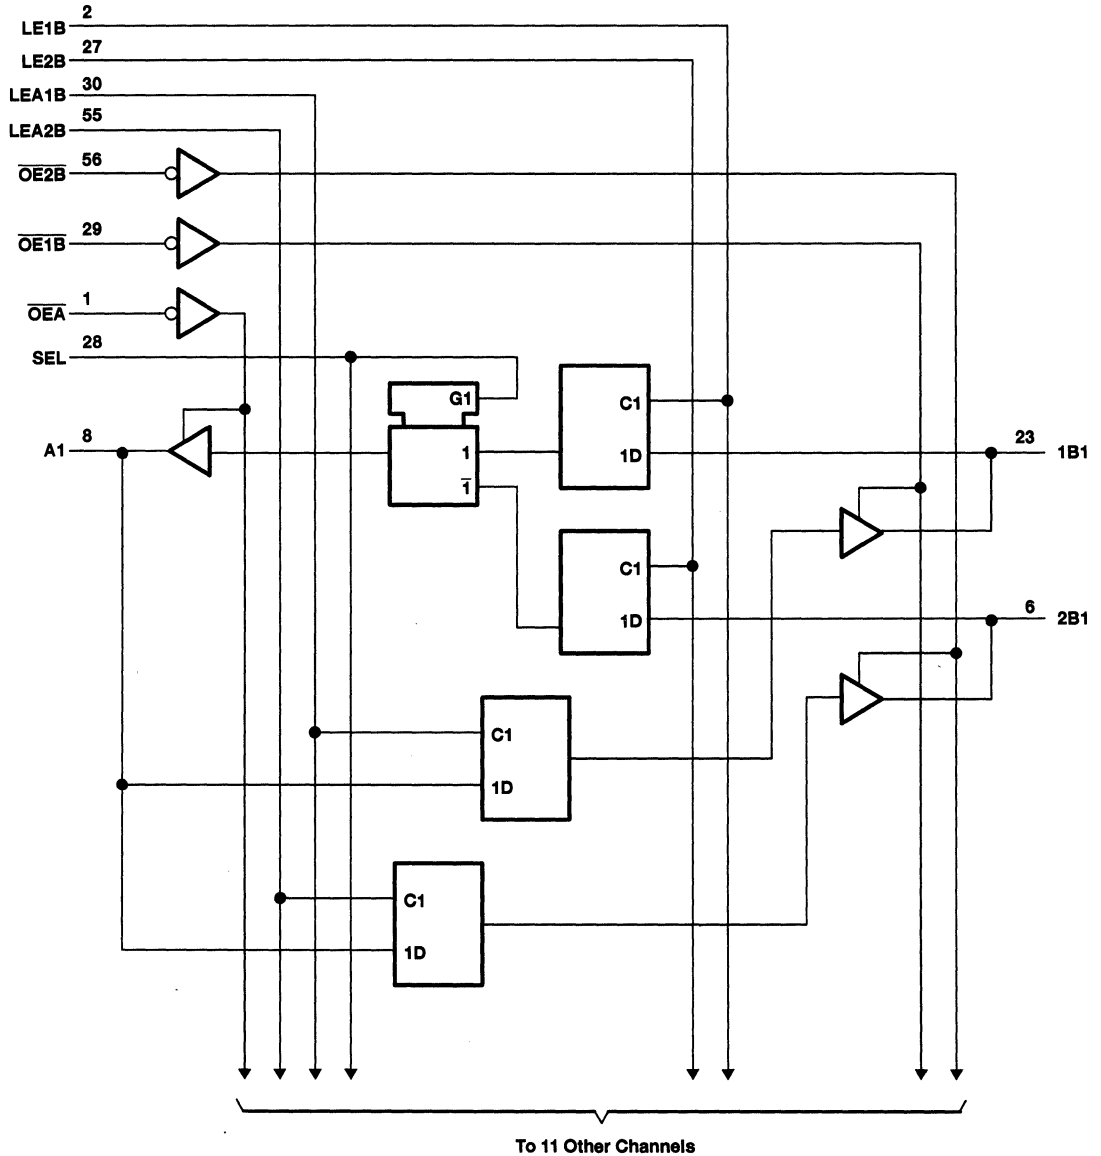 LE1B 2
LE2B 27
LEA1B 30
LEA2B 55
OE2B 56
OE1B 29
OEA 1
SEL 28
G1
C1
A1 8
1
1D
23 1B1
1
C1
1D
6 2B1
C1
1D
C1
1D
To 11 Other Channels